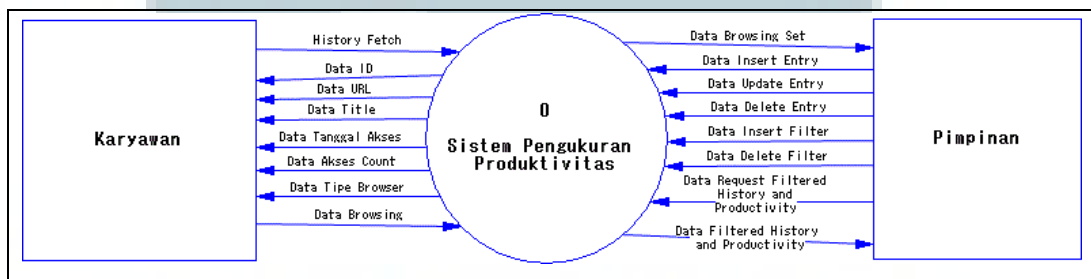 Karyawan
History Fetch
Data ID
Data URL
Data Title
Data Tanggal Akses
Data Akses Count
Data Tipe Browser
Data Browsing
0
Sistem Pengukuran
Produktivitas
Data Browsing Set
Data Insert Entry
Data Update Entry
Data Delete Entry
Data Insert Filter
Data Delete Filter
Data Request Filtered
History and
Productivity
Data Filtered History
and Productivity
Pimpinan